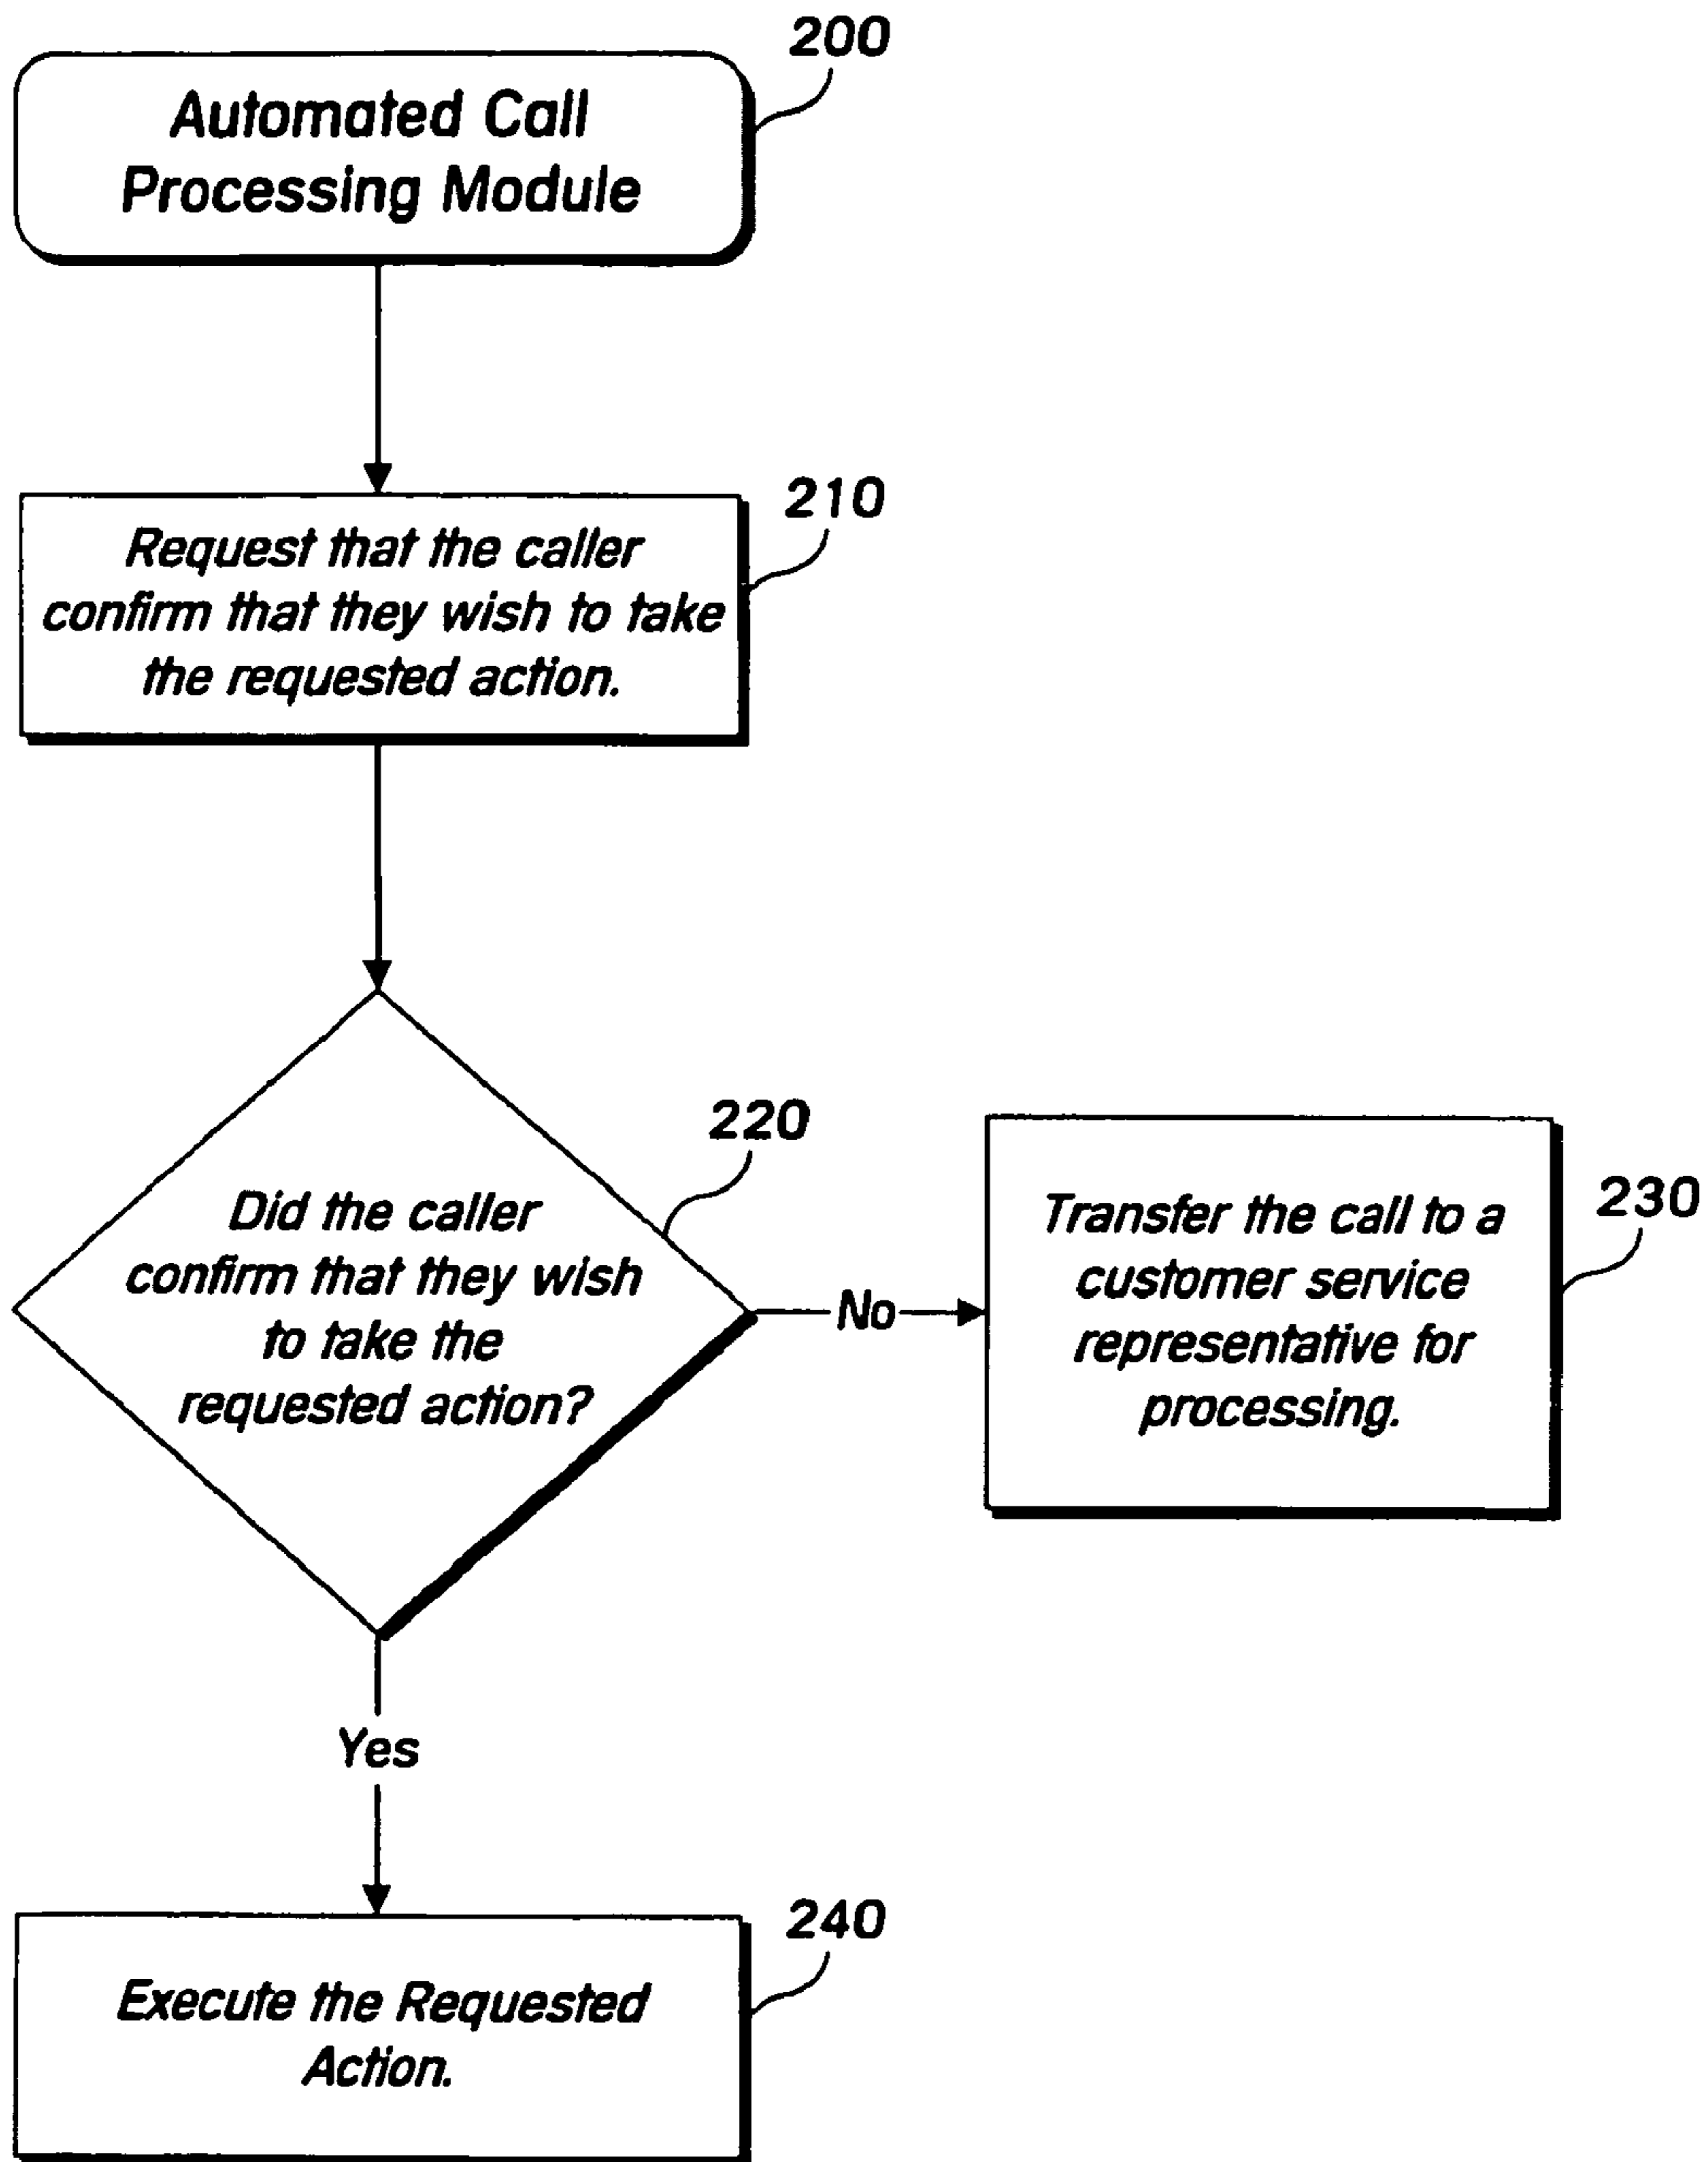 200
Automated Call
Processing Module
210
Request that the caller
confirm that they wish to take
the requested action.
220
Did the caller
confirm that they wish
to take the
requested action?
No
Transfer the call to a
customer service
representative for
processing.
230
Yes
240
Execute the Requested
Action.